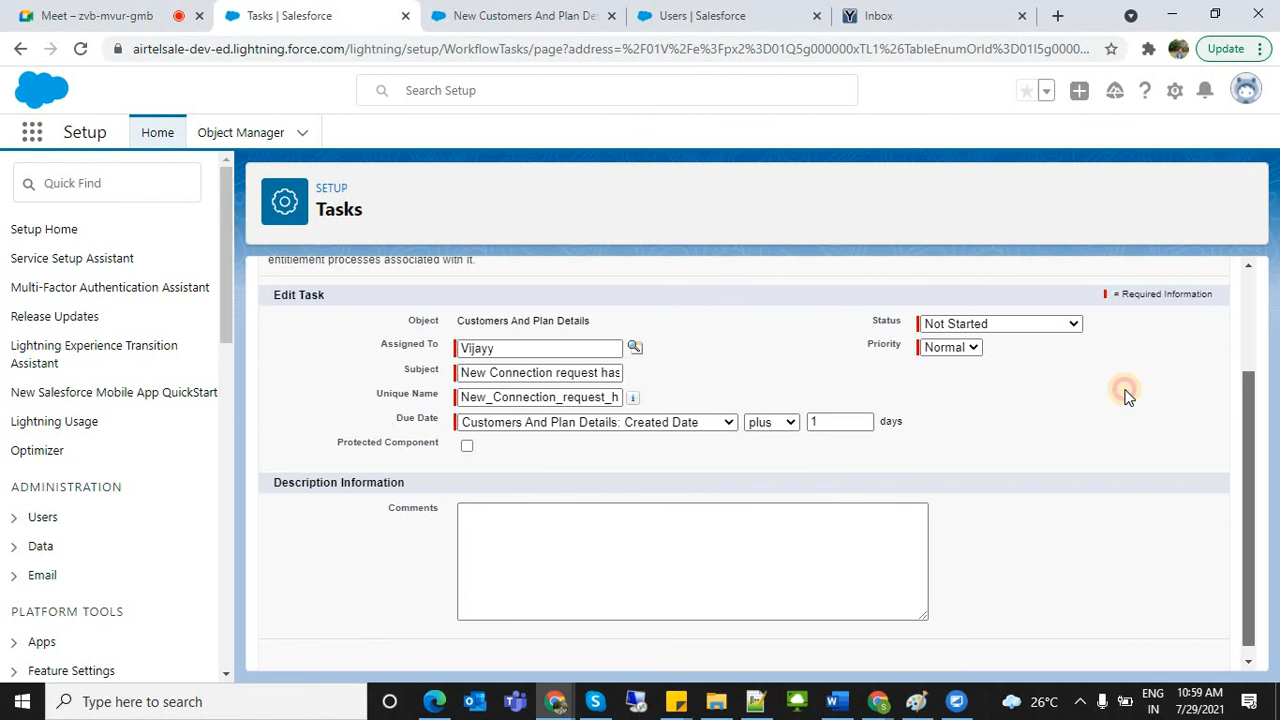 Meet – zvb-mvur-gmb
Tasks | Salesforce
New Customers And Plan Def
Users | Salesforce
Inbox
airtelsale-dev-ed.lightning.force.com/lightning/setup/WorkflowTasks/page?address=%2F01V%2Fe%3Fpx2%3D01Q5g000000xTL1%26TableEnumOrId%3D01I5g0000...
Update
Search Setup
Setup
Home
Object Manager
Quick Find
Setup Home
Service Setup Assistant
Multi-Factor Authentication Assistant
Release Updates
Lightning Experience Transition
Assistant
New Salesforce Mobile App QuickStart
Lightning Usage
Optimizer
ADMINISTRATION
Users
Data
Email
PLATFORM TOOLS
Apps
Feature Settings
SETUP
Tasks
entitlement processes associated with it.
Edit Task
= Required Information
Object Customers And Plan Details
Status Not Started
Assigned To Vijayy
Priority Normal
Subject New Connection request has
Unique Name New_Connection_request_h
Due Date Customers And Plan Details: Created Date plus 1 days
Protected Component
Description Information
Comments
Type here to search
26°C
ENG
IN
10:59 AM
7/29/2021